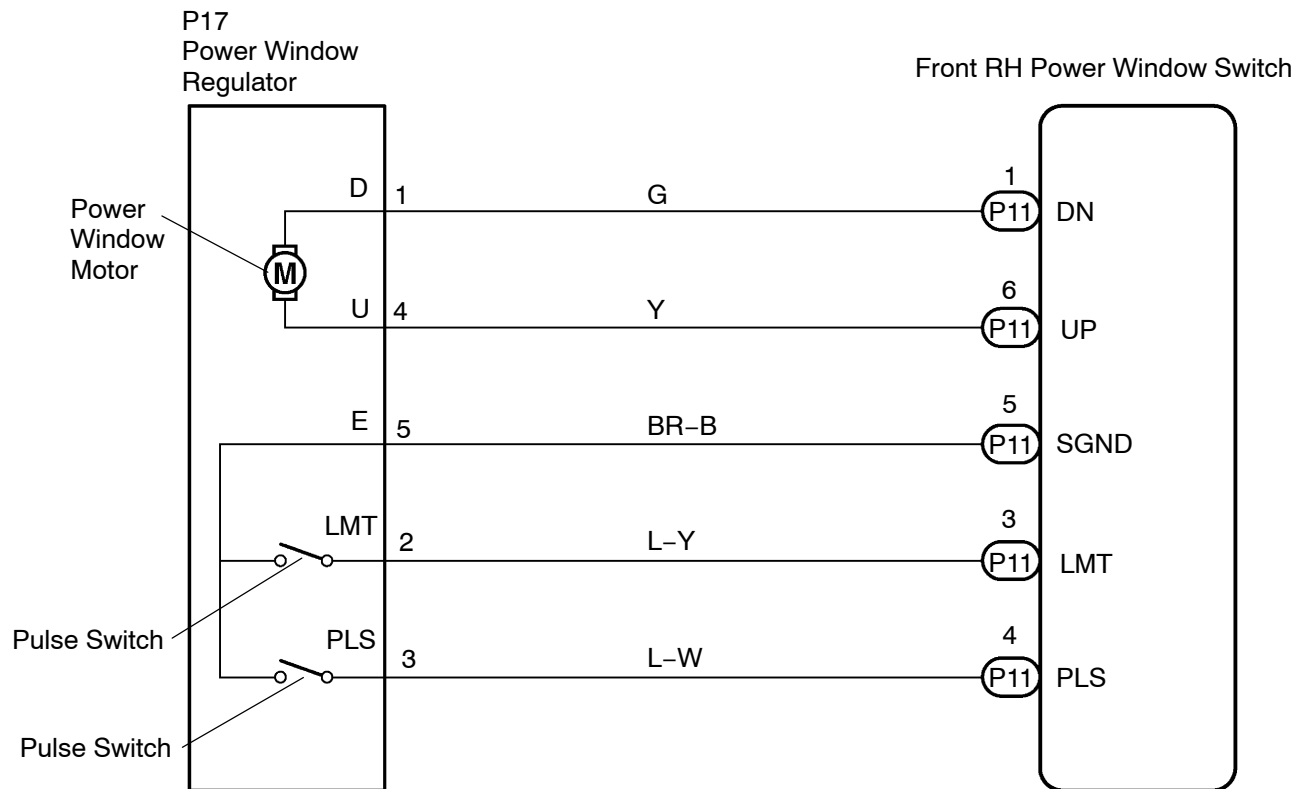 P17
Power Window
Regulator
Front RH Power Window Switch
Power
Window
Motor
M
D
1
G
1
P11
DN
U
4
Y
6
P11
UP
E
5
BR−B
5
P11
SGND
LMT
2
L−Y
3
P11
LMT
Pulse Switch
PLS
3
L−W
4
P11
PLS
Pulse Switch